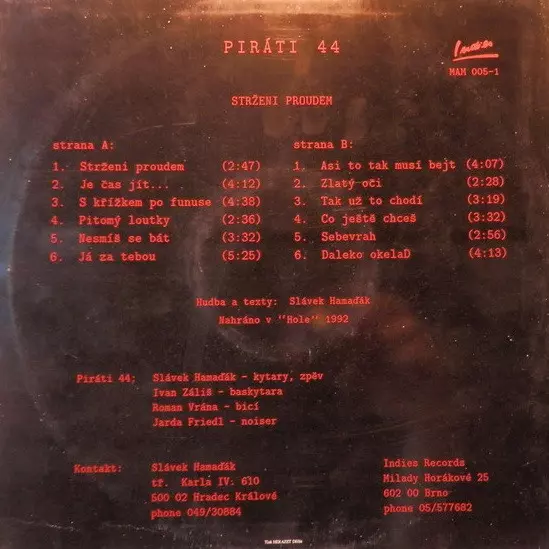 PIRÁTI 44
MAM 005-1
STRŽENI PROUDEM
strana A:
1. Strženi proudem (2:47)
2. Je čas jít... (4:12)
3. S křížkem po funuse (4:38)
4. Pitomý loutky (2:36)
5. Nesmíš se bát (3:32)
6. Já za tebou (5:25)
strana B:
1. Asi to tak musí bejt (4:07)
2. Zlatý oči (2:28)
3. Tak už to chodí (3:19)
4. Co ještě chceš (3:32)
5. Sebevrah (2:56)
6. Daleko okelaD (4:13)
Hudba a texty: Slávek Hamaďák
Nahráno v "Hole" 1992
Piráti 44: Slávek Hamaďák - kytary, zpěv
Ivan Záliš - baskytara
Roman Vrána - bicí
Jarda Friedl - noiser
Kontakt: Slávek Hamaďák
tř. Karla IV. 610
500 02 Hradec Králové
phone 049/30884
Indies Records
Milady Horákové 25
602 00 Brno
phone 05/577682